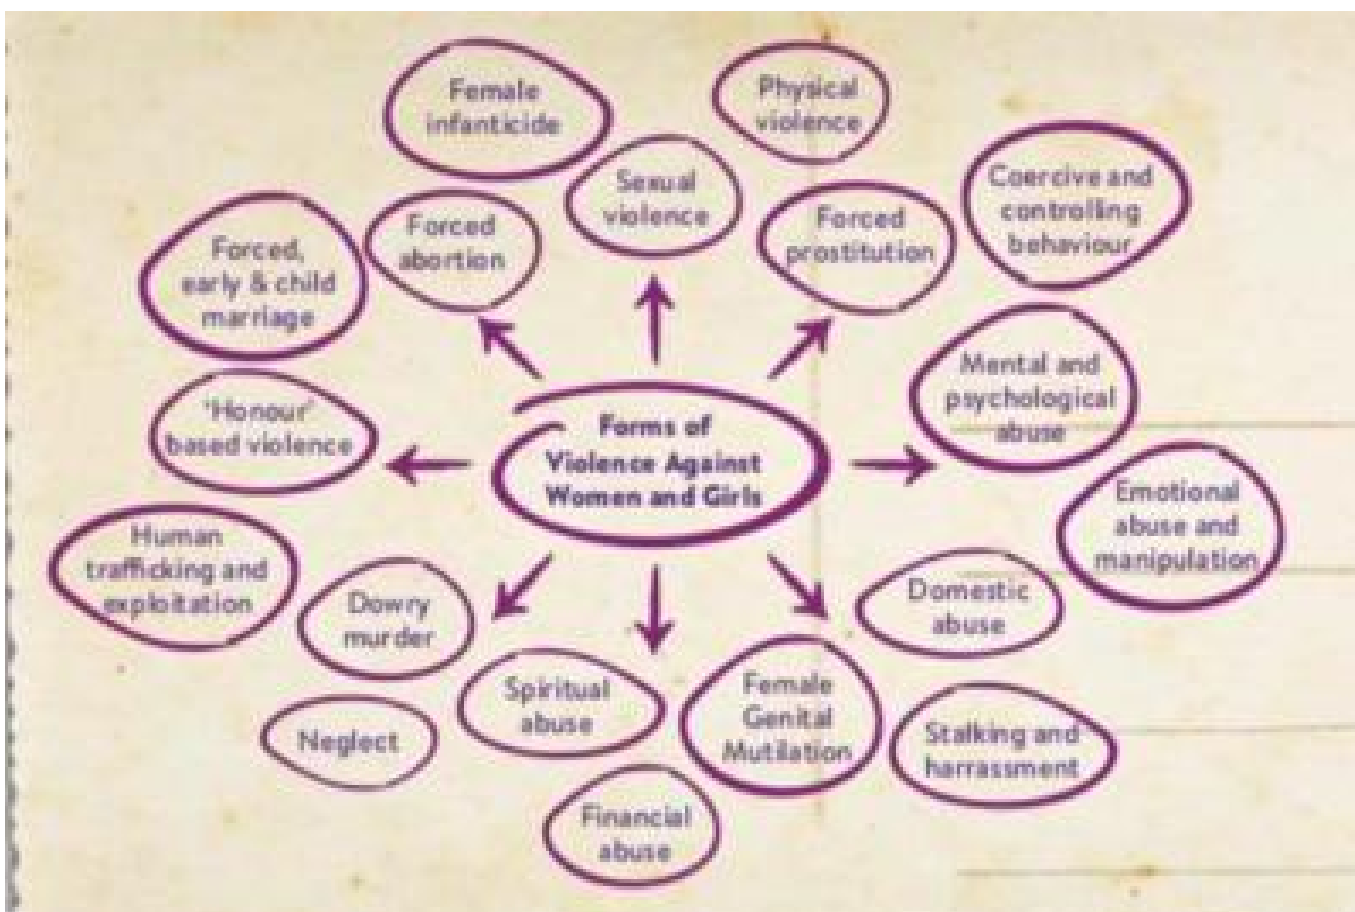 Female
infanticide
Physical
violence
Sexual
violence
Coercive and
controlling
behaviour
Forced
abortion
Forced
prostitution
Forced,
early & child
marriage
Mental and
psychological
abuse
'Honour'
based violence
Forms of
Violence Against
Women and Girls
Emotional
abuse and
manipulation
Human
trafficking and
exploitation
Dowry
murder
Domestic
abuse
Spiritual
abuse
Female
Genital
Mutilation
Neglect
Stalking and
harrassment
Financial
abuse